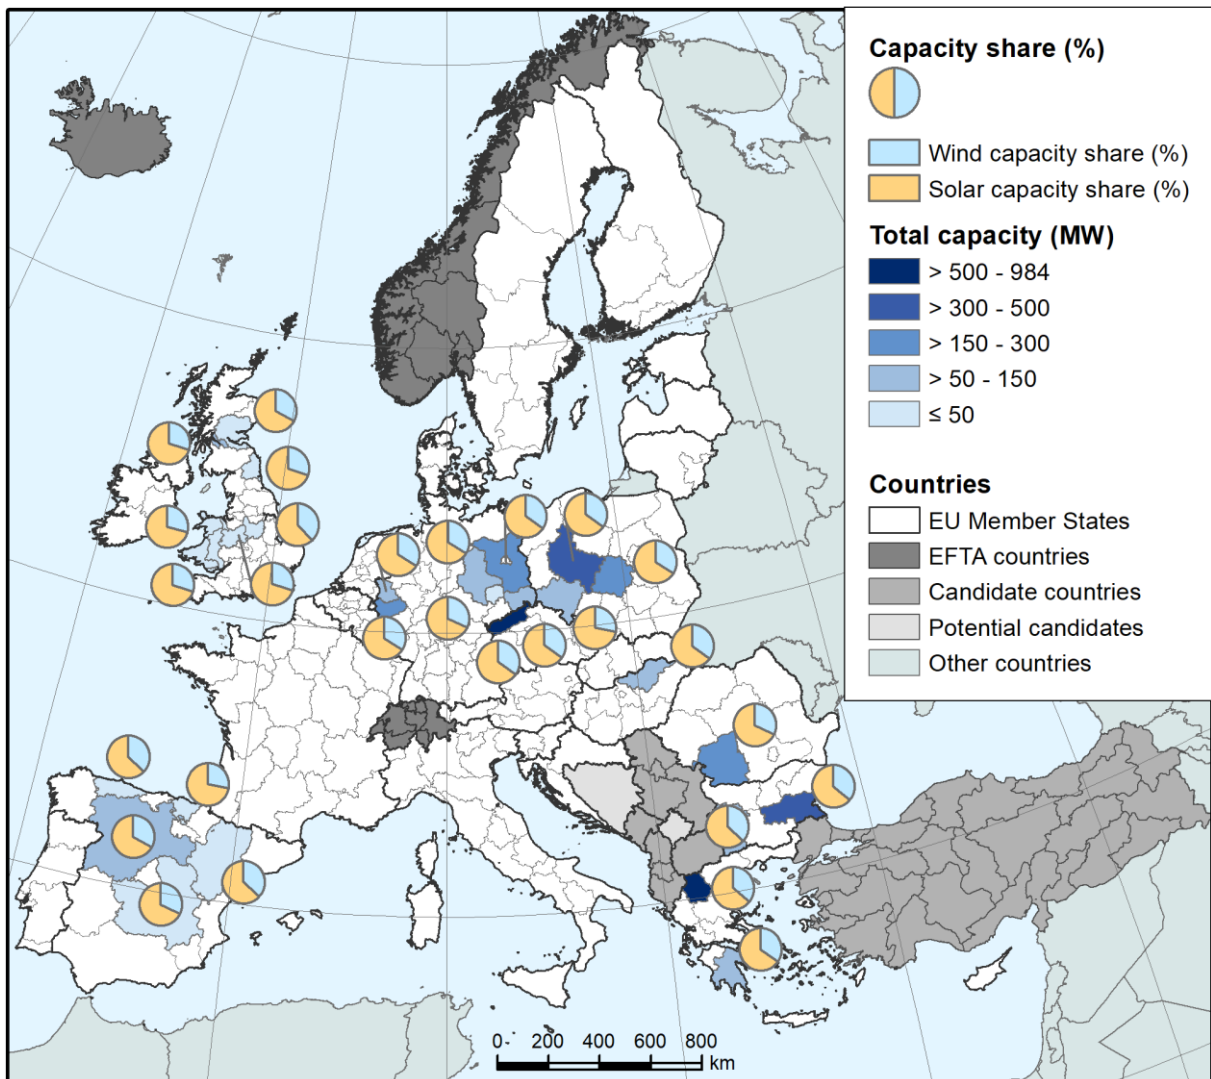 Capacity share (%)
Wind capacity share (%)
Solar capacity share (%)
Total capacity (MW)
> 500 - 984
> 300 - 500
> 150 - 300
> 50 - 150
≤ 50
Countries
EU Member States
EFTA countries
Candidate countries
Potential candidates
Other countries
0 200 400 600 800
km